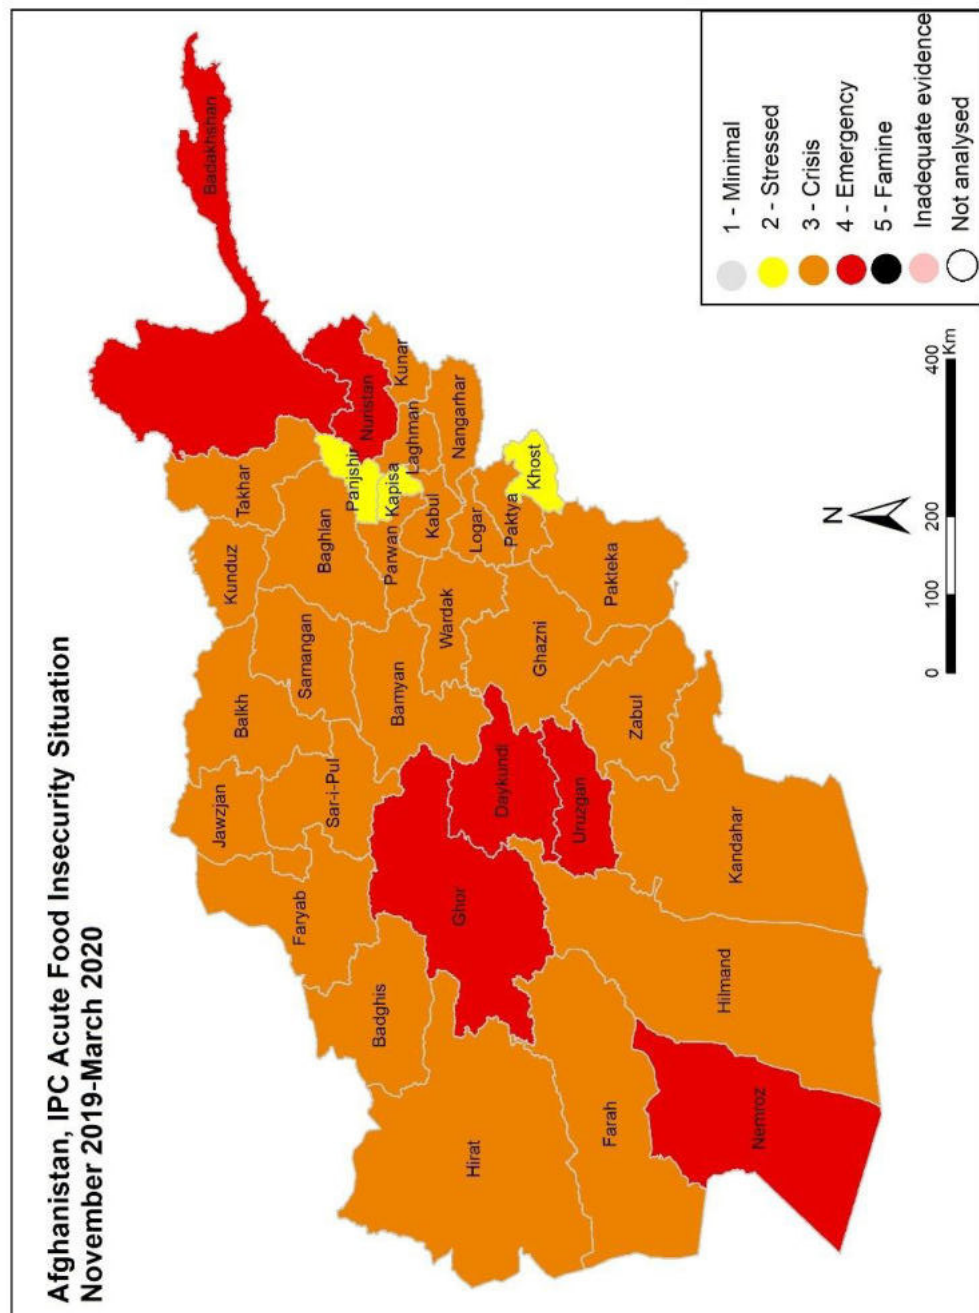 Afghanistan, IPC Acute Food Insecurity Situation
November 2019-March 2020
Badakhshan
Takhar
Kunduz
Balkh
Jawzjan
Faryab
Baghlan
Samangan
Sar-i-Pul
Badghis
Nuristan
Panjshir
Kapisa
Kunar
Laghman
Parwan
Bamyan
Kabul
Nangarhar
Wardak
Ghor
Hirat
Logar
Paktya
Khost
Daykundi
Ghazni
Uruzgan
Pakteka
Farah
Zabul
Kandahar
Hilmand
Nemroz
N
0 100 200 400
Km
1 - Minimal
2 - Stressed
3 - Crisis
4 - Emergency
5 - Famine
Inadequate evidence
Not analysed